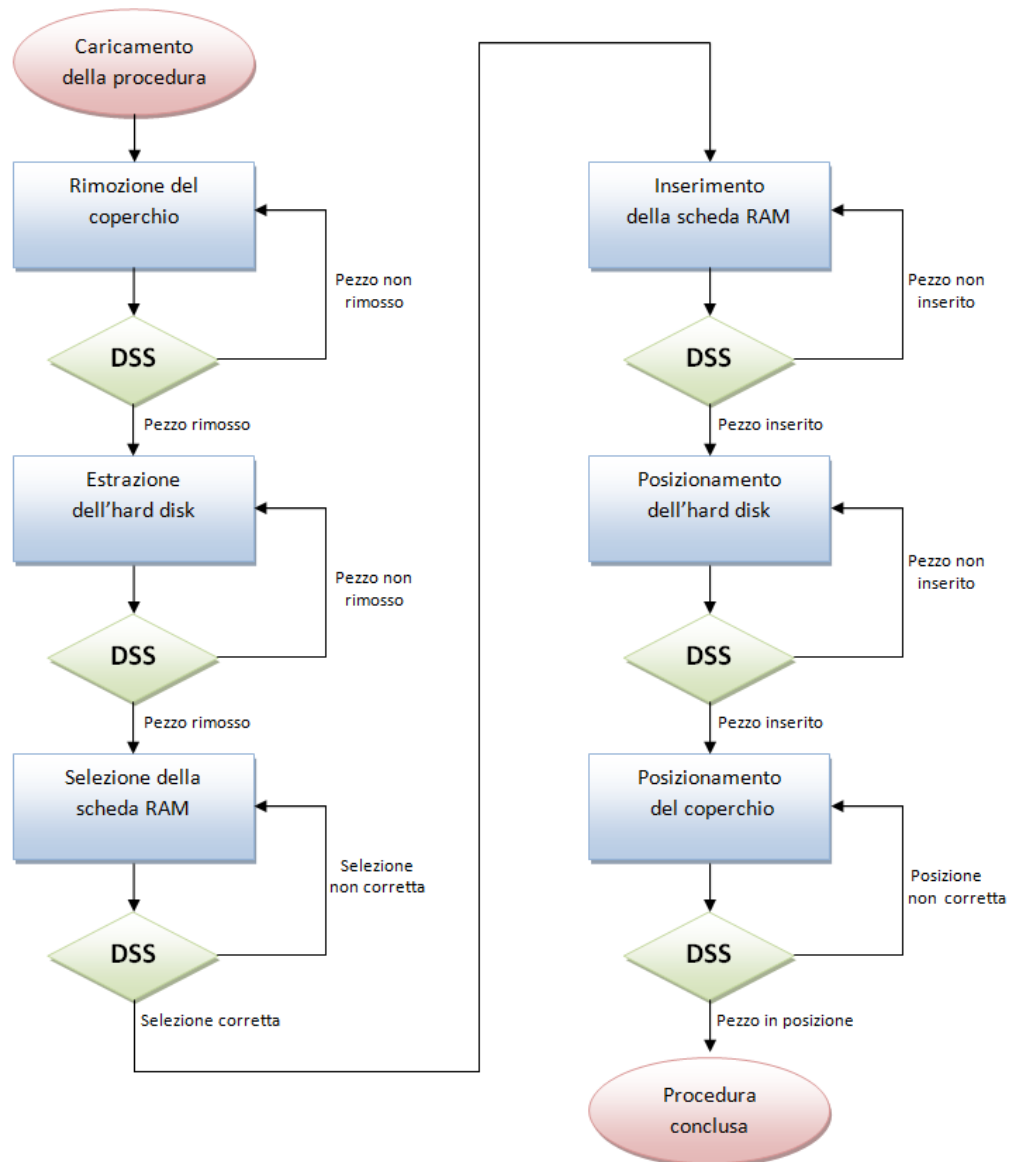 Caricamento
della procedura
Rimozione del
coperchio
Pezzo non
rimosso
DSS
Pezzo rimosso
Estrazione
dell'hard disk
Pezzo non
rimosso
DSS
Pezzo rimosso
Selezione della
scheda RAM
Selezione
non corretta
DSS
Selezione corretta
Inserimento
della scheda RAM
Pezzo non
inserito
DSS
Pezzo inserito
Posizionamento
dell'hard disk
Pezzo non
inserito
DSS
Pezzo inserito
Posizionamento
del coperchio
Posizione
non corretta
DSS
Pezzo in posizione
Procedura
conclusa